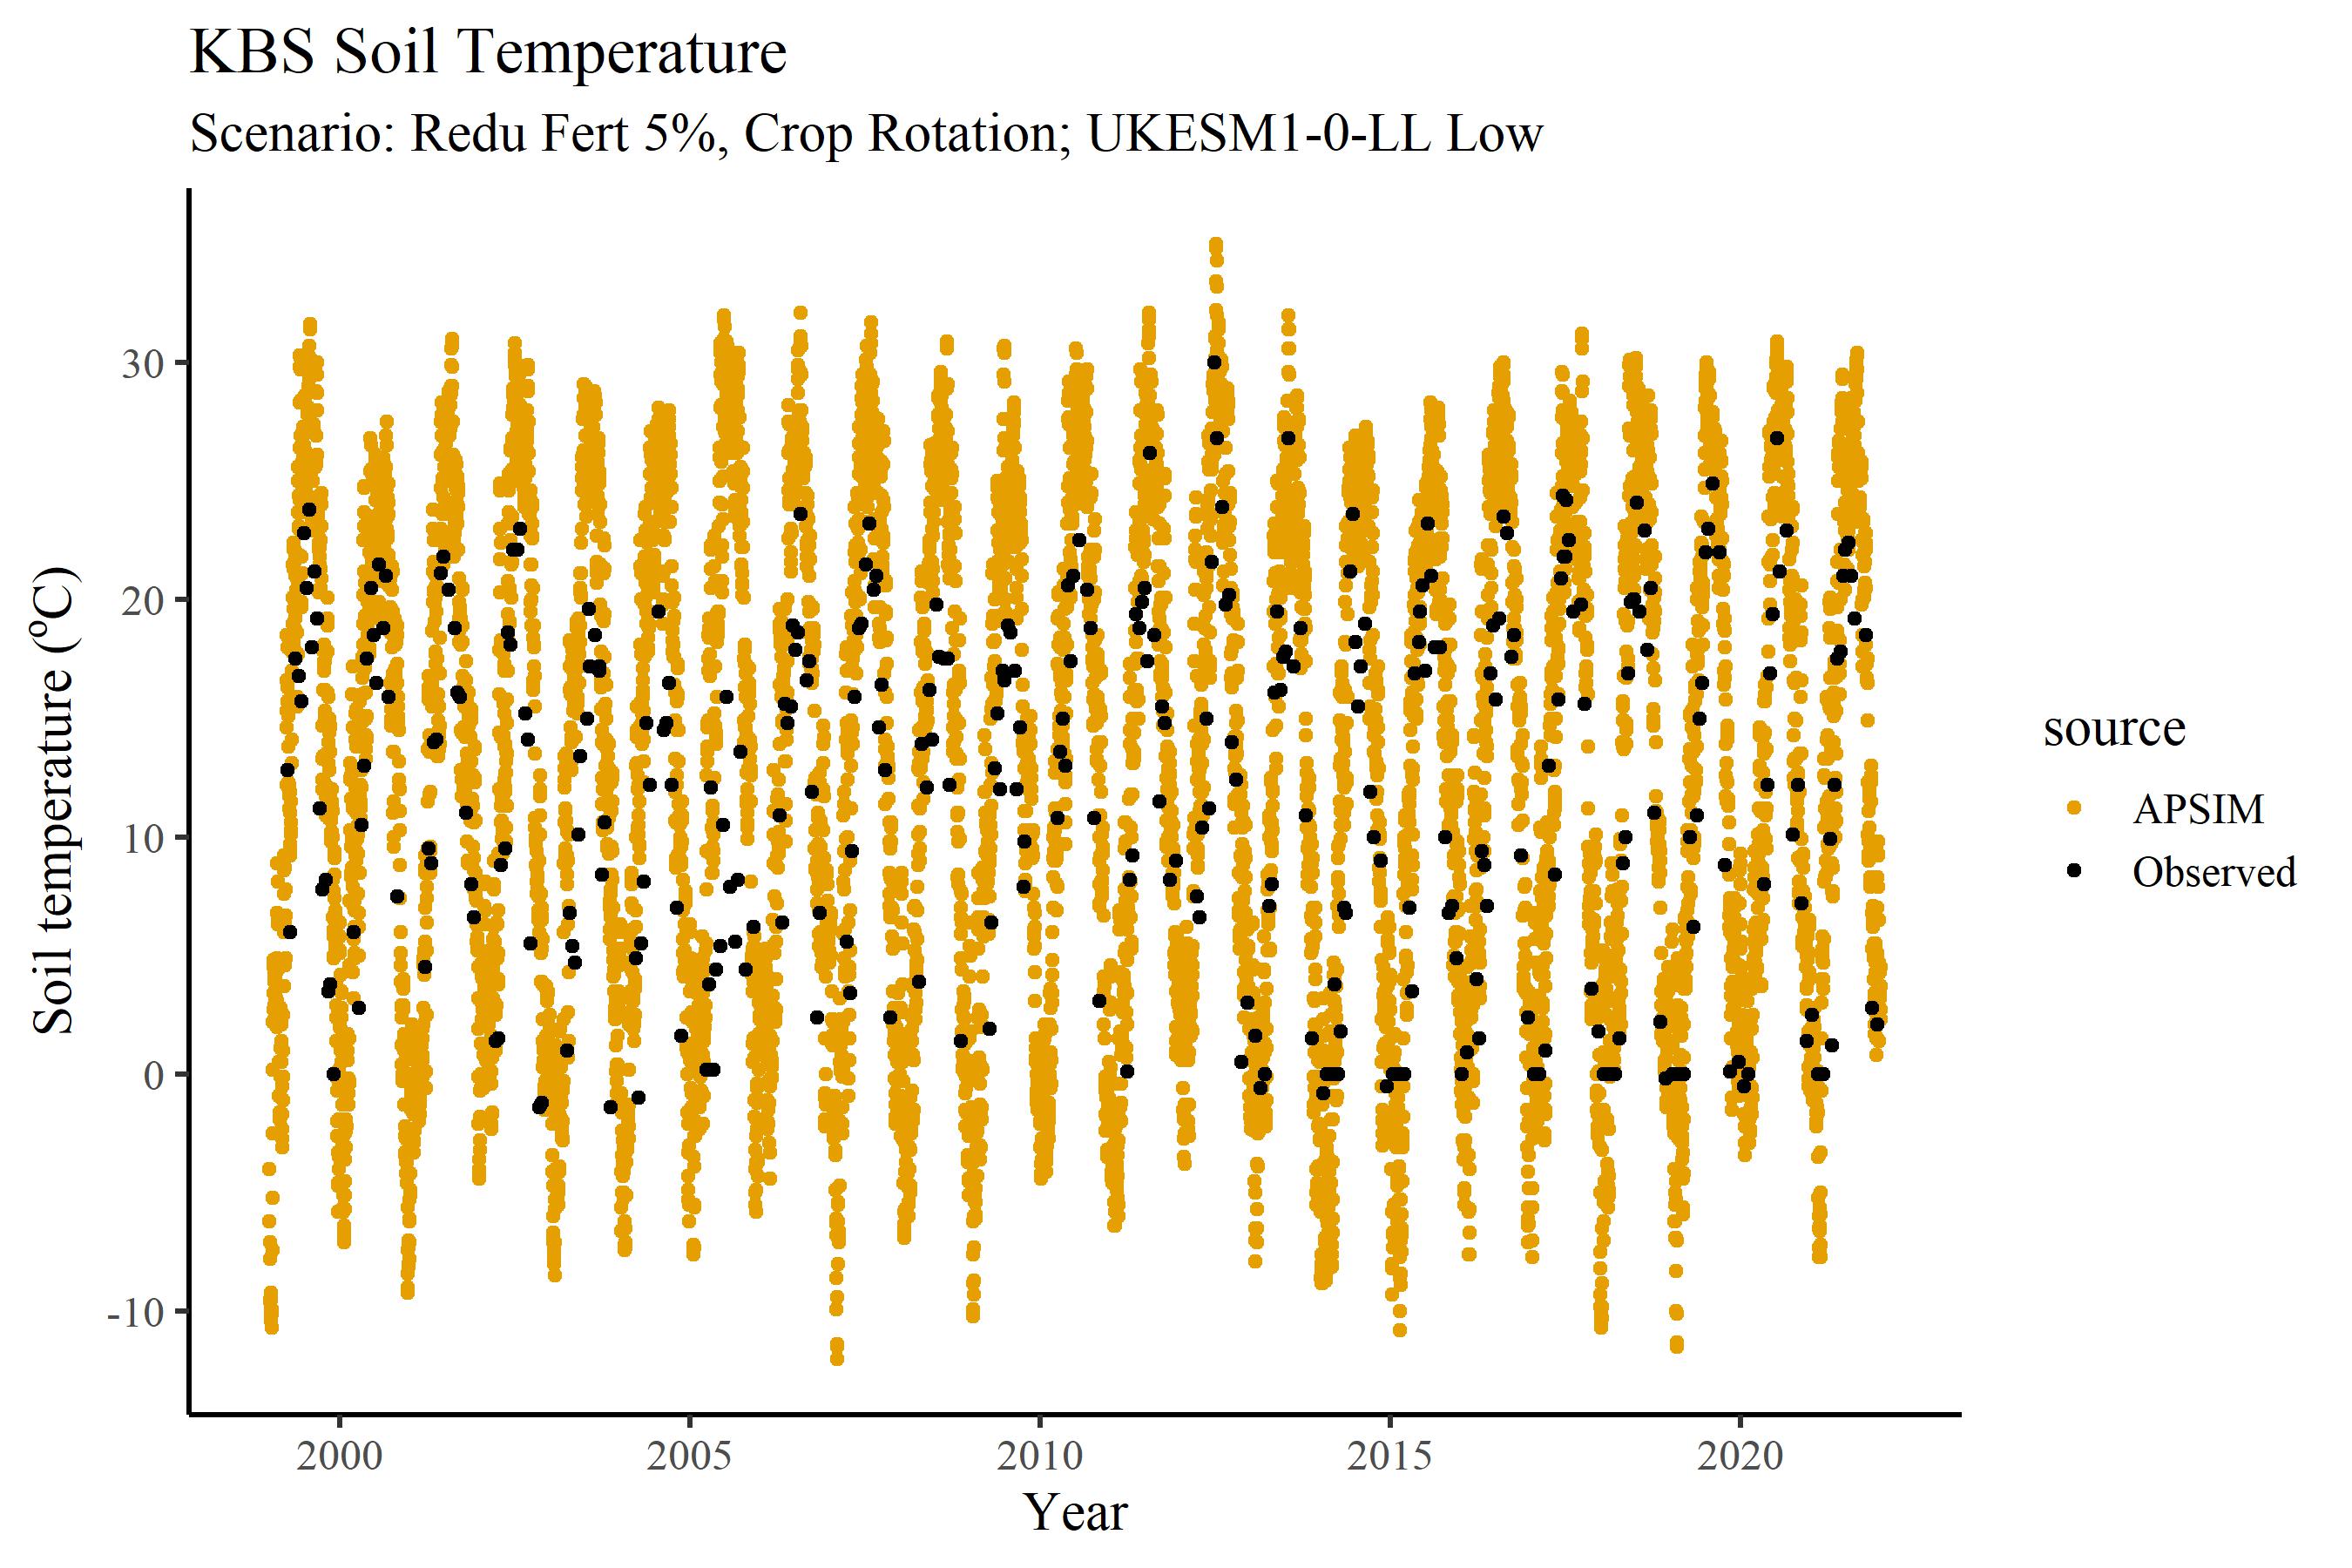 KBS Soil Temperature
Scenario: Redu Fert 5%, Crop Rotation; UKESM1-0-LL Low
Soil temperature (ºC)
30
20
10
0
-10
2000
2005
2010
2015
2020
Year
source
APSIM
Observed